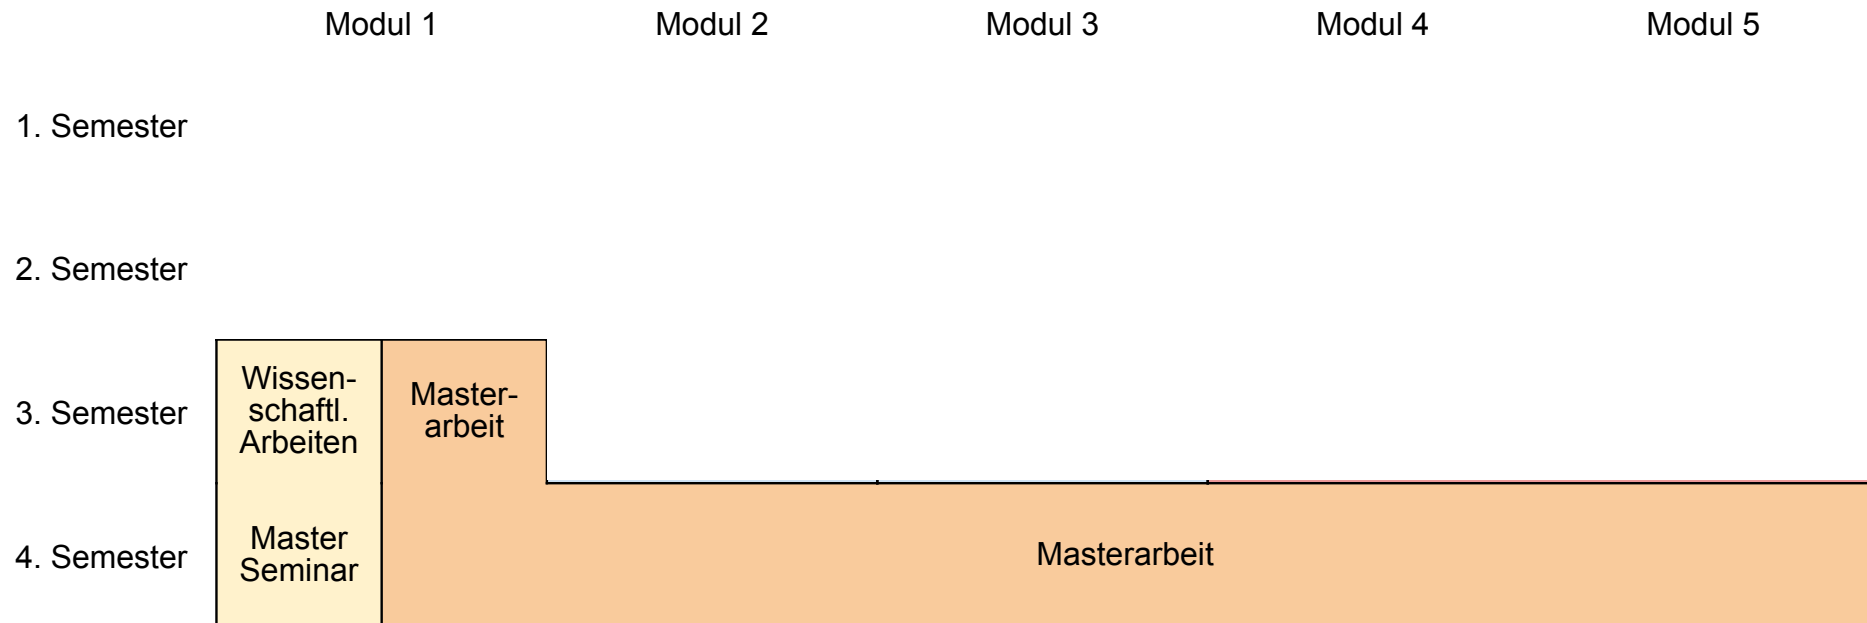 Modul 1 Modul 2 Modul 3 Modul 4 Modul 5
1. Semester
2. Semester
3. Semester
Wissen-
schaftl.
Arbeiten
Master-
arbeit
4. Semester
Master
Seminar
Masterarbeit